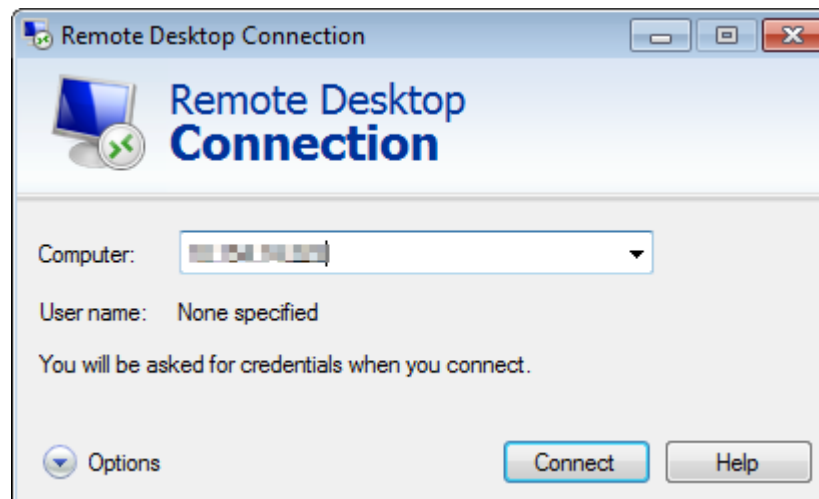 Remote Desktop Connection
Remote Desktop
Connection
Computer:
User name: None specified
You will be asked for credentials when you connect.
Options
Connect Help